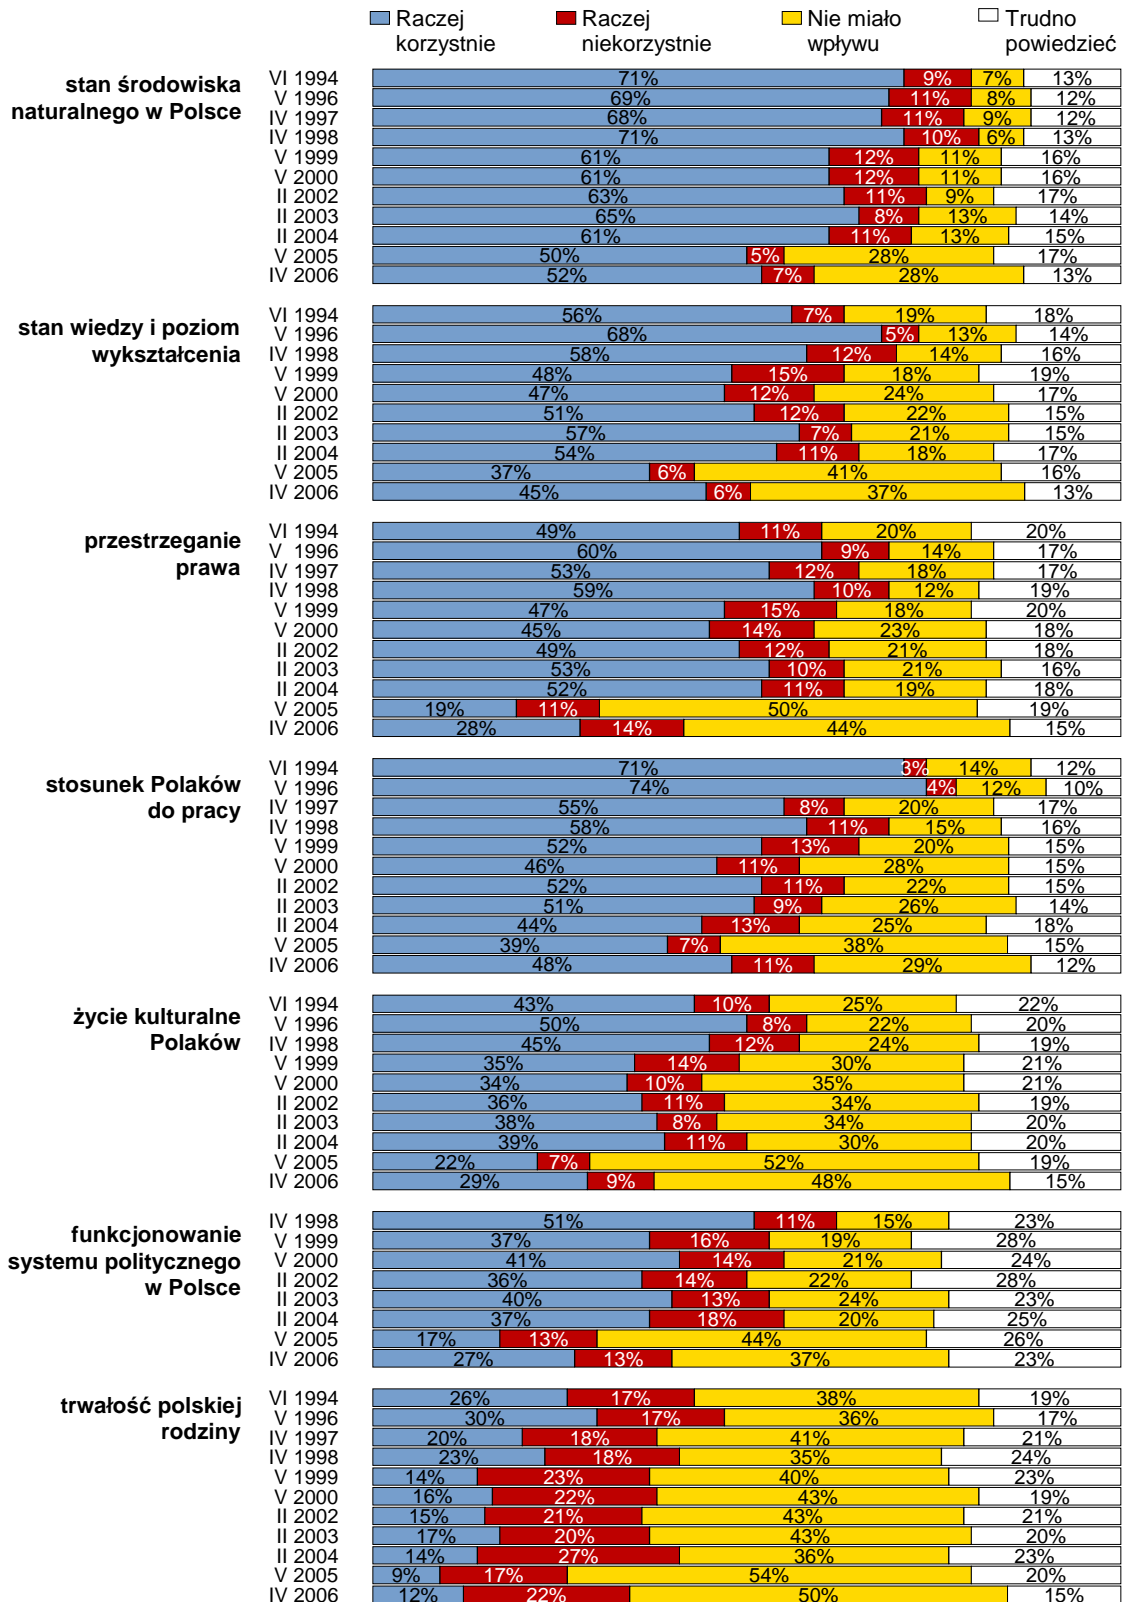 Raczej korzystnie
Raczej niekorzystnie
Nie miało wpływu
Trudno powiedzieć
stan środowiska naturalnego w Polsce
VI 1994 71% 9% 7% 13%
V 1996 69% 11% 8% 12%
IV 1997 68% 11% 9% 12%
IV 1998 71% 10% 6% 13%
V 1999 61% 12% 11% 16%
V 2000 61% 12% 11% 16%
II 2002 63% 11% 9% 17%
II 2003 65% 8% 13% 14%
II 2004 61% 11% 13% 15%
V 2005 50% 5% 28% 17%
IV 2006 52% 7% 28% 13%
stan wiedzy i poziom wykształcenia
VI 1994 56% 7% 19% 18%
V 1996 68% 5% 13% 14%
IV 1998 58% 12% 14% 16%
V 1999 48% 15% 18% 19%
V 2000 47% 12% 24% 17%
II 2002 51% 12% 22% 15%
II 2003 57% 7% 21% 15%
II 2004 54% 11% 18% 17%
V 2005 37% 6% 41% 16%
IV 2006 45% 6% 37% 13%
przestrzeganie prawa
VI 1994 49% 11% 20% 20%
V 1996 60% 9% 14% 17%
IV 1997 53% 12% 18% 17%
IV 1998 59% 10% 12% 19%
V 1999 47% 15% 18% 20%
V 2000 45% 14% 23% 18%
II 2002 49% 12% 21% 18%
II 2003 53% 10% 21% 16%
II 2004 52% 11% 19% 18%
V 2005 19% 11% 50% 19%
IV 2006 28% 14% 44% 15%
stosunek Polaków do pracy
VI 1994 71% 3% 14% 12%
V 1996 74% 4% 12% 10%
IV 1997 55% 8% 20% 17%
IV 1998 58% 11% 15% 16%
V 1999 52% 13% 20% 15%
V 2000 46% 11% 28% 15%
II 2002 52% 11% 22% 15%
II 2003 51% 9% 26% 14%
II 2004 44% 13% 25% 18%
V 2005 39% 7% 38% 15%
IV 2006 48% 11% 29% 12%
życie kulturalne Polaków
VI 1994 43% 10% 25% 22%
V 1996 50% 8% 22% 20%
IV 1998 45% 12% 24% 19%
V 1999 35% 14% 30% 21%
V 2000 34% 10% 35% 21%
II 2002 36% 11% 34% 19%
II 2003 38% 8% 34% 20%
II 2004 39% 11% 30% 20%
V 2005 22% 7% 52% 19%
IV 2006 29% 9% 48% 15%
funkcjonowanie systemu politycznego w Polsce
IV 1998 51% 11% 15% 23%
V 1999 37% 16% 19% 28%
V 2000 41% 14% 21% 24%
II 2002 36% 14% 22% 28%
II 2003 40% 13% 24% 23%
II 2004 37% 18% 20% 25%
V 2005 17% 13% 44% 26%
IV 2006 27% 13% 37% 23%
trwałość polskiej rodziny
VI 1994 26% 17% 38% 19%
V 1996 30% 17% 36% 17%
IV 1997 20% 18% 41% 21%
IV 1998 23% 18% 35% 24%
V 1999 14% 23% 40% 23%
V 2000 16% 22% 43% 19%
II 2002 15% 21% 43% 21%
II 2003 17% 20% 43% 20%
II 2004 14% 27% 36% 23%
V 2005 9% 17% 54% 20%
IV 2006 12% 22% 50% 15%